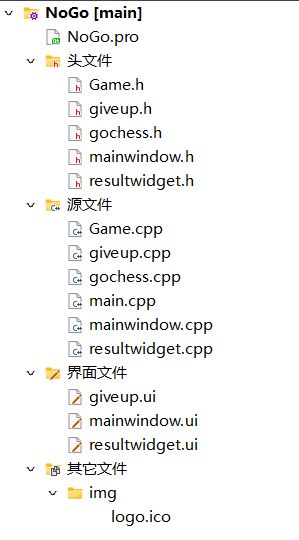 NoGo [main]
NoGo.pro
头文件
Game.h
giveup.h
gochess.h
mainwindow.h
resultwidget.h
源文件
Game.cpp
giveup.cpp
gochess.cpp
main.cpp
mainwindow.cpp
resultwidget.cpp
界面文件
giveup.ui
mainwindow.ui
resultwidget.ui
其它文件
img
logo.ico